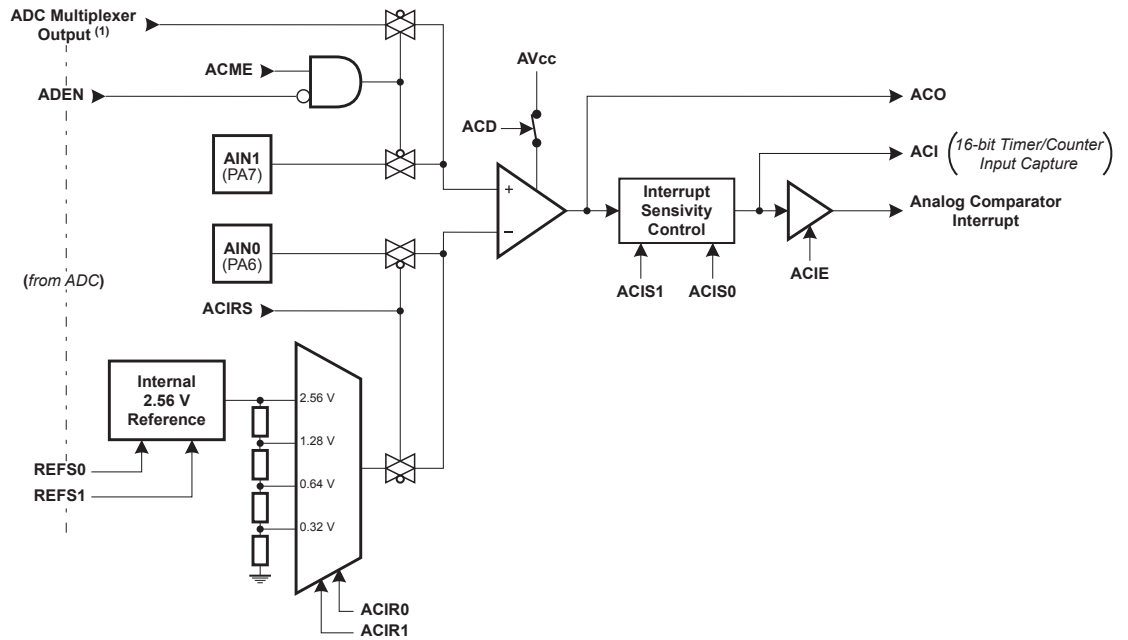 ADC Multiplexer
Output (1)
ACME
ADEN
AIN1
(PA7)
AIN0
(PA6)
(from ADC)
ACIRS
Internal
2.56 V
Reference
REFS0
REFS1
2.56 V
1.28 V
0.64 V
0.32 V
ACIR0
ACIR1
AVcc
ACD
+
−
Interrupt
Sensivity
Control
ACIS1 ACIS0
ACIE
ACO
ACI (16-bit Timer/Counter
Input Capture)
Analog Comparator
Interrupt